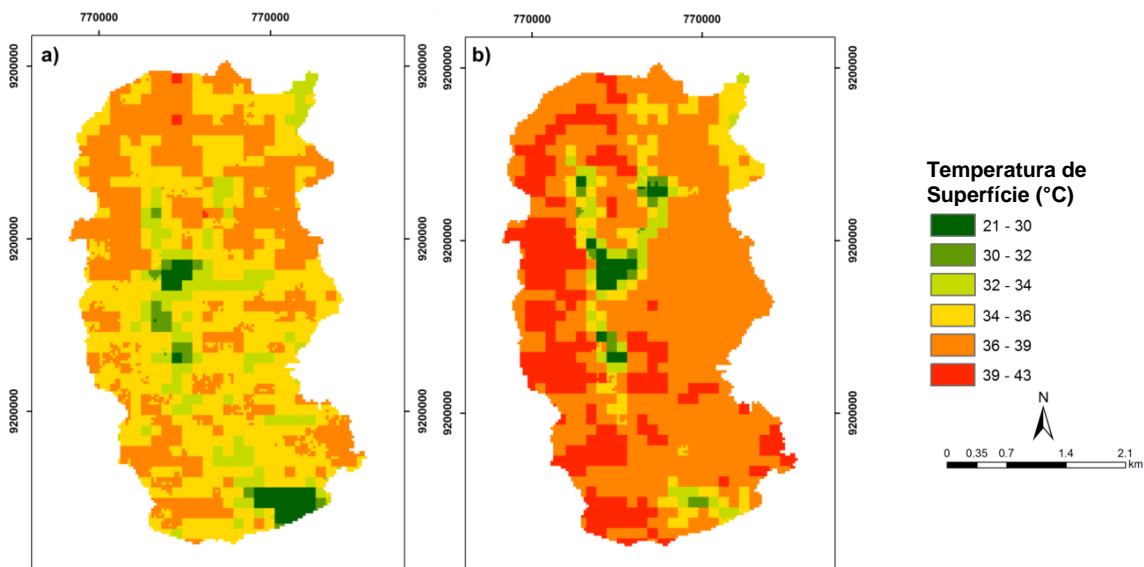 770000 770000
a)
9200000
9200000
9200000
770000 770000
b)
9200000 9200000
9200000 9200000
9200000 9200000
Temperatura de
Superfície (°C)
21 - 30
30 - 32
32 - 34
34 - 36
36 - 39
39 - 43
N
0 0.35 0.7 1.4 2.1
km